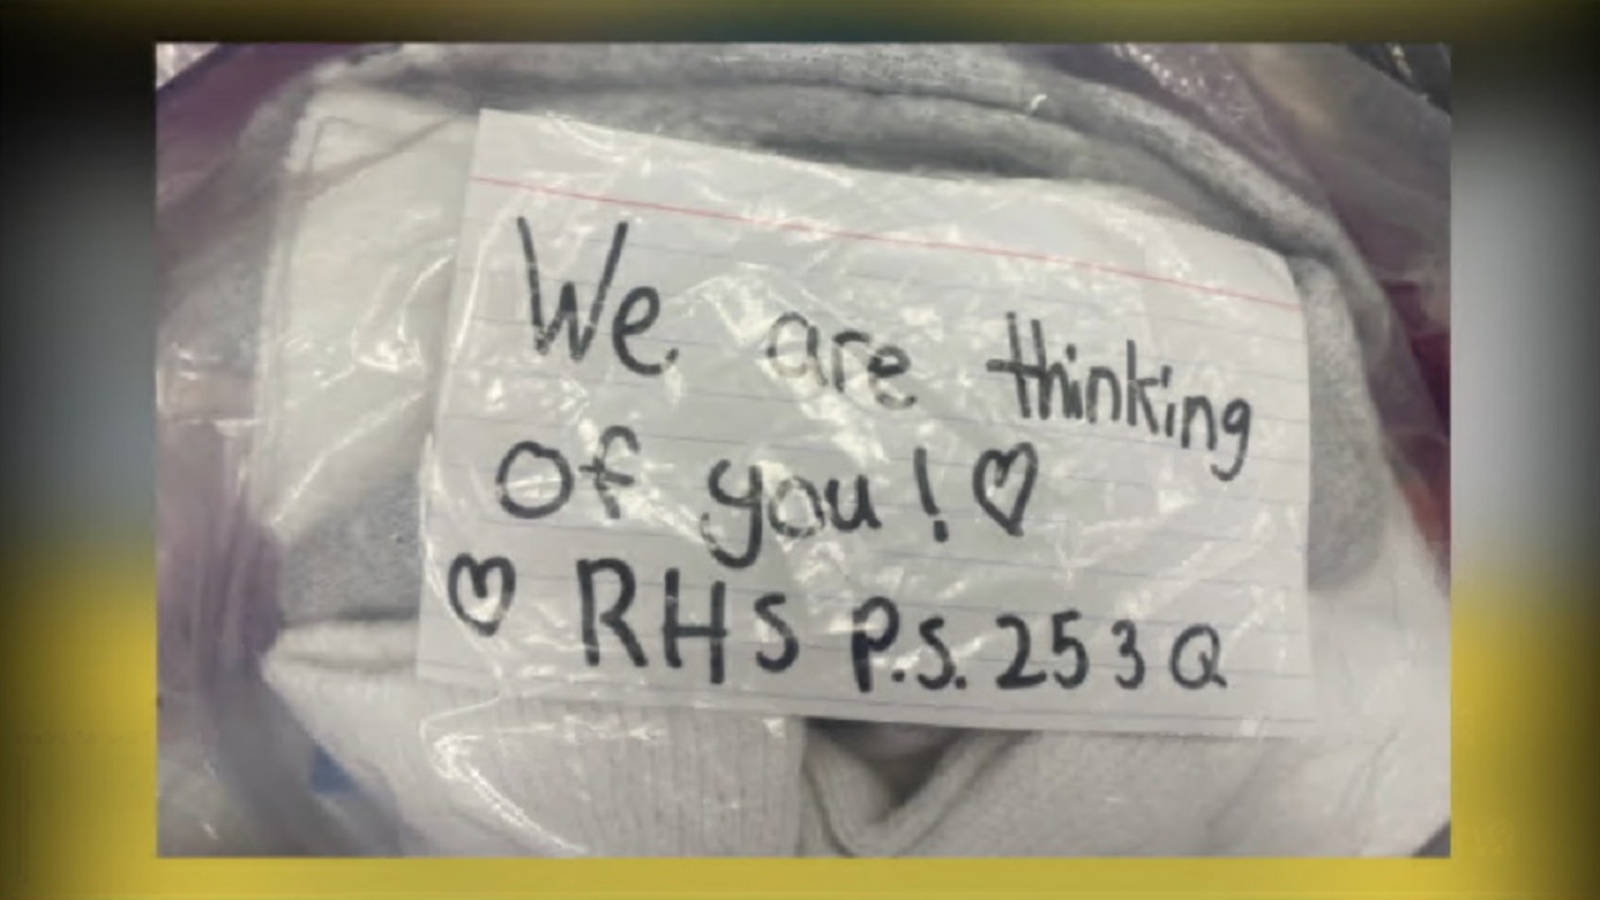 We are thinking
of you! ♡
♡ RHS P.S. 253Q